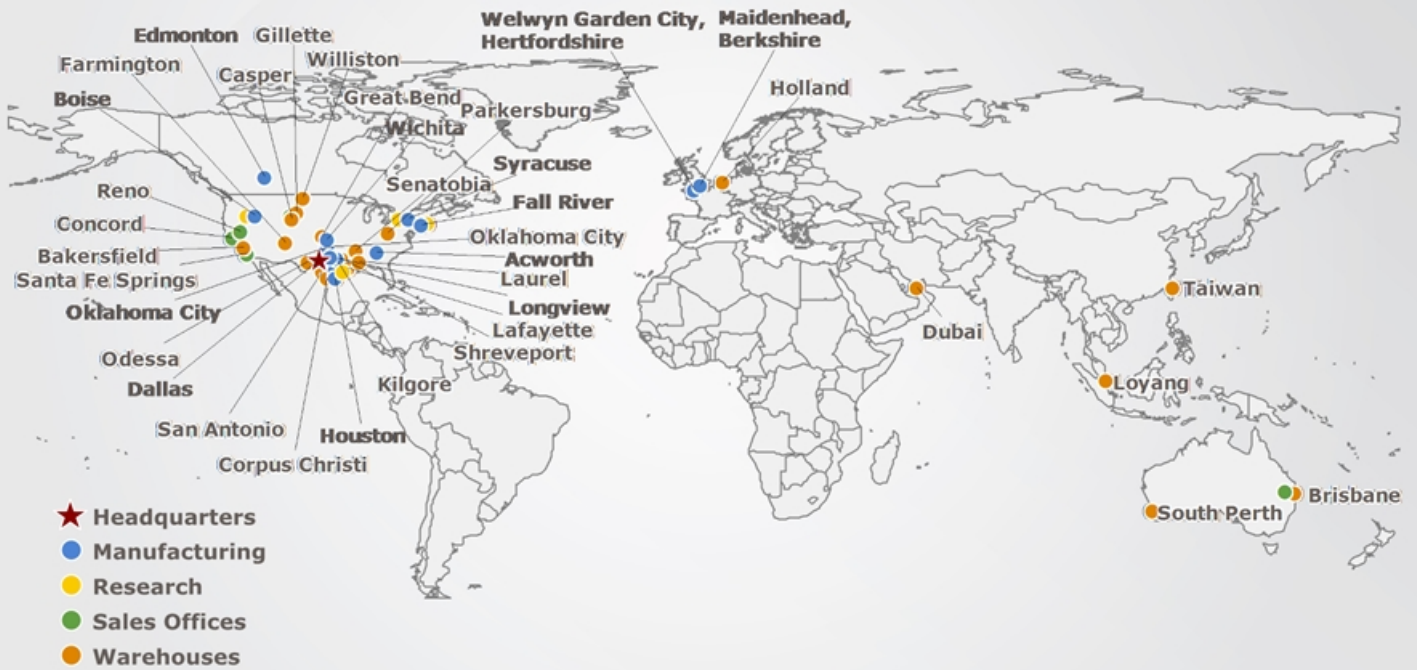 Welwyn Garden City,
Hertfordshire
Maidenhead,
Berkshire
Edmonton
Gillette
Farmington
Casper
Williston
Boise
Great Bend
Parkersburg
Wichita
Holland
Syracuse
Reno
Senatobia
Fall River
Concord
Oklahoma City
Bakersfield
Acworth
Santa Fe Springs
Laurel
Oklahoma City
Longview
Lafayette
Odessa
Shreveport
Dallas
Kilgore
San Antonio
Houston
Corpus Christi
Taiwan
Dubai
Loyang
Brisbane
South Perth
Headquarters
Manufacturing
Research
Sales Offices
Warehouses